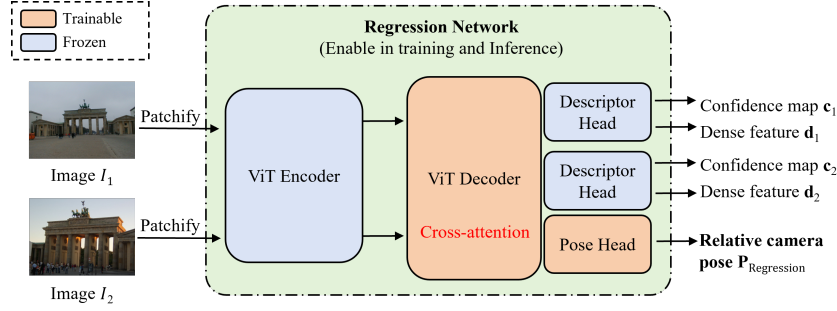 Trainable
Frozen
Regression Network
(Enable in training and Inference)
Patchify
Image I1
Patchify
Image I2
ViT Encoder
ViT Decoder
Cross-attention
Descriptor
Head
Descriptor
Head
Pose Head
Confidence map c1
Dense feature d1
Confidence map c2
Dense feature d2
Relative camera
pose PRegression